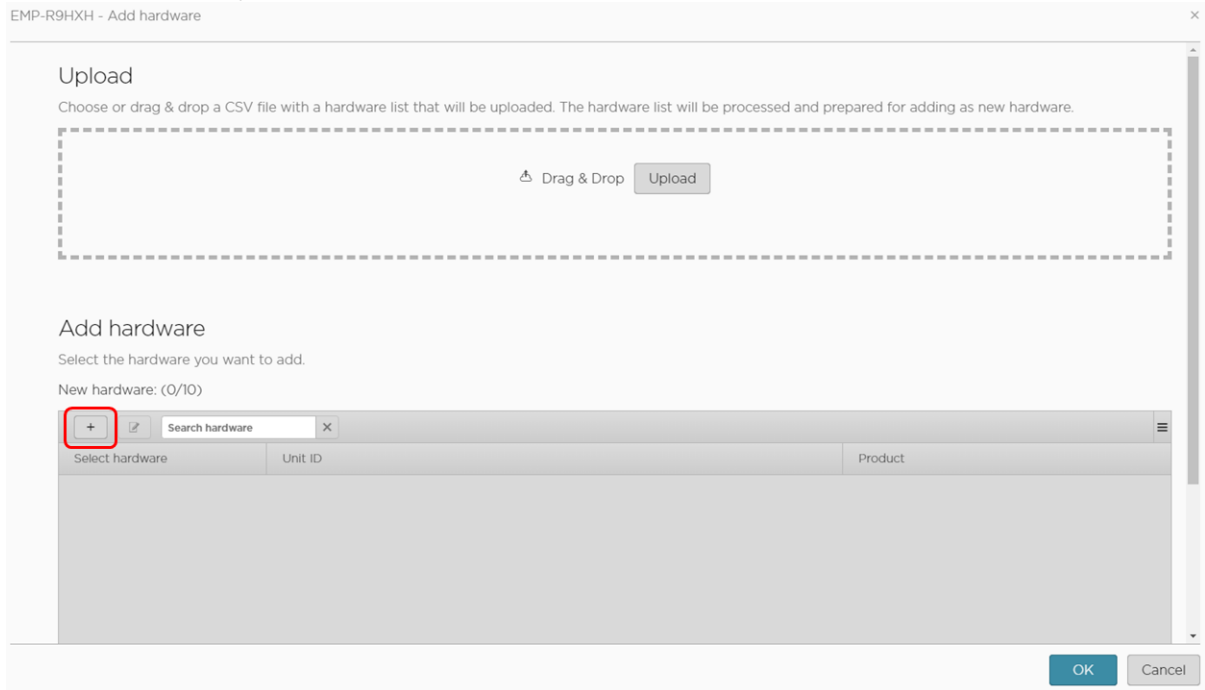 EMP-R9HXH - Add hardware
Upload
Choose or drag & drop a CSV file with a hardware list that will be uploaded. The hardware list will be processed and prepared for adding as new hardware.
Drag & Drop Upload
Add hardware
Select the hardware you want to add.
New hardware: (0/10)
+ Search hardware ×
Select hardware Unit ID Product
OK Cancel